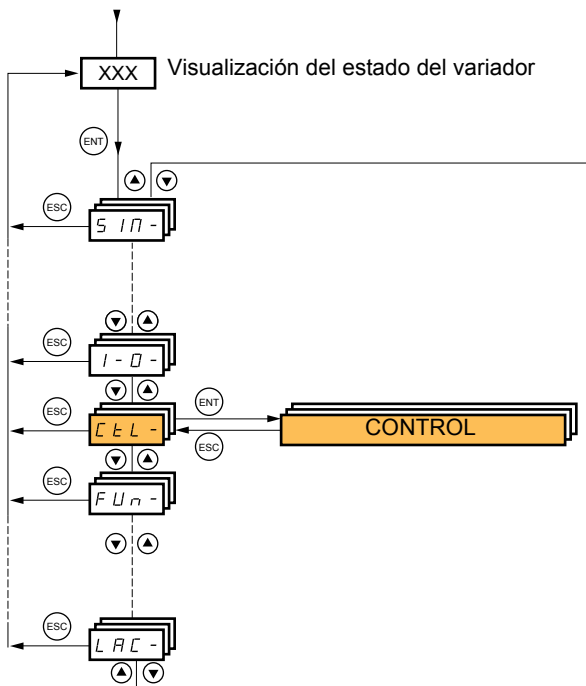 XXX
Visualización del estado del variador
ENT
ESC
SIM-
ESC
I-O-
ESC
CtL-
ENT
ESC
CONTROL
ESC
FUn-
ESC
LAC-